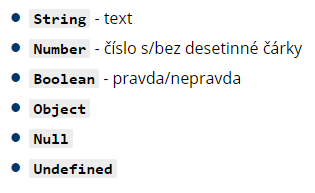 String - text
Number - číslo s/bez desetinné čárky
Boolean - pravda/nepravda
Object
Null
Undefined